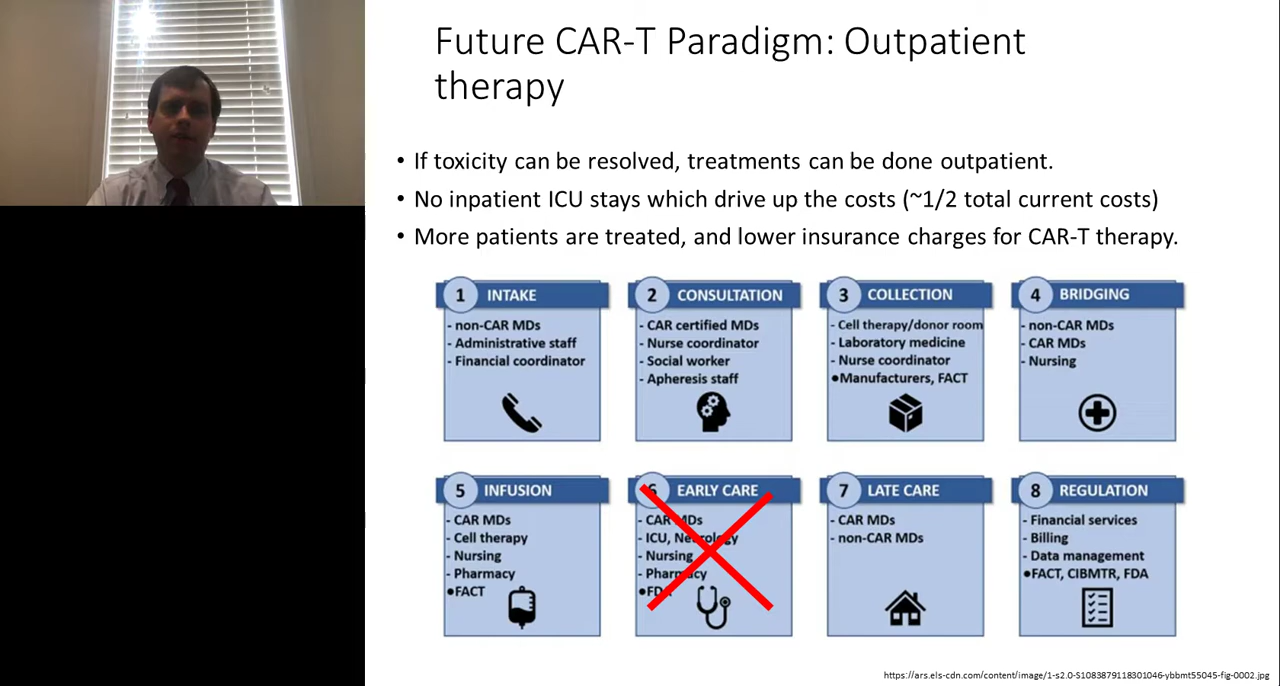 Future CAR-T Paradigm: Outpatient
therapy
• If toxicity can be resolved, treatments can be done outpatient.
• No inpatient ICU stays which drive up the costs (~1/2 total current costs)
• More patients are treated, and lower insurance charges for CAR-T therapy.
1 INTAKE
- non-CAR MDs
- Administrative staff
- Financial coordinator
2 CONSULTATION
- CAR certified MDs
- Nurse coordinator
- Social worker
- Apheresis staff
3 COLLECTION
- Cell therapy/donor room
- Laboratory medicine
- Nurse coordinator
●Manufacturers, FACT
4 BRIDGING
- non-CAR MDs
- CAR MDs
- Nursing
5 INFUSION
- CAR MDs
- Cell therapy
- Nursing
- Pharmacy
●FACT
6 EARLY CARE
- CAR MDs
- ICU, Neurology
- Nursing
- Pharmacy
●FDA
7 LATE CARE
- CAR MDs
- non-CAR MDs
8 REGULATION
- Financial services
- Billing
- Data management
●FACT, CIBMTR, FDA
https://ars.els-cdn.com/content/image/1-s2.0-S1083879118301046-ybbmt55045-fig-0002.jpg